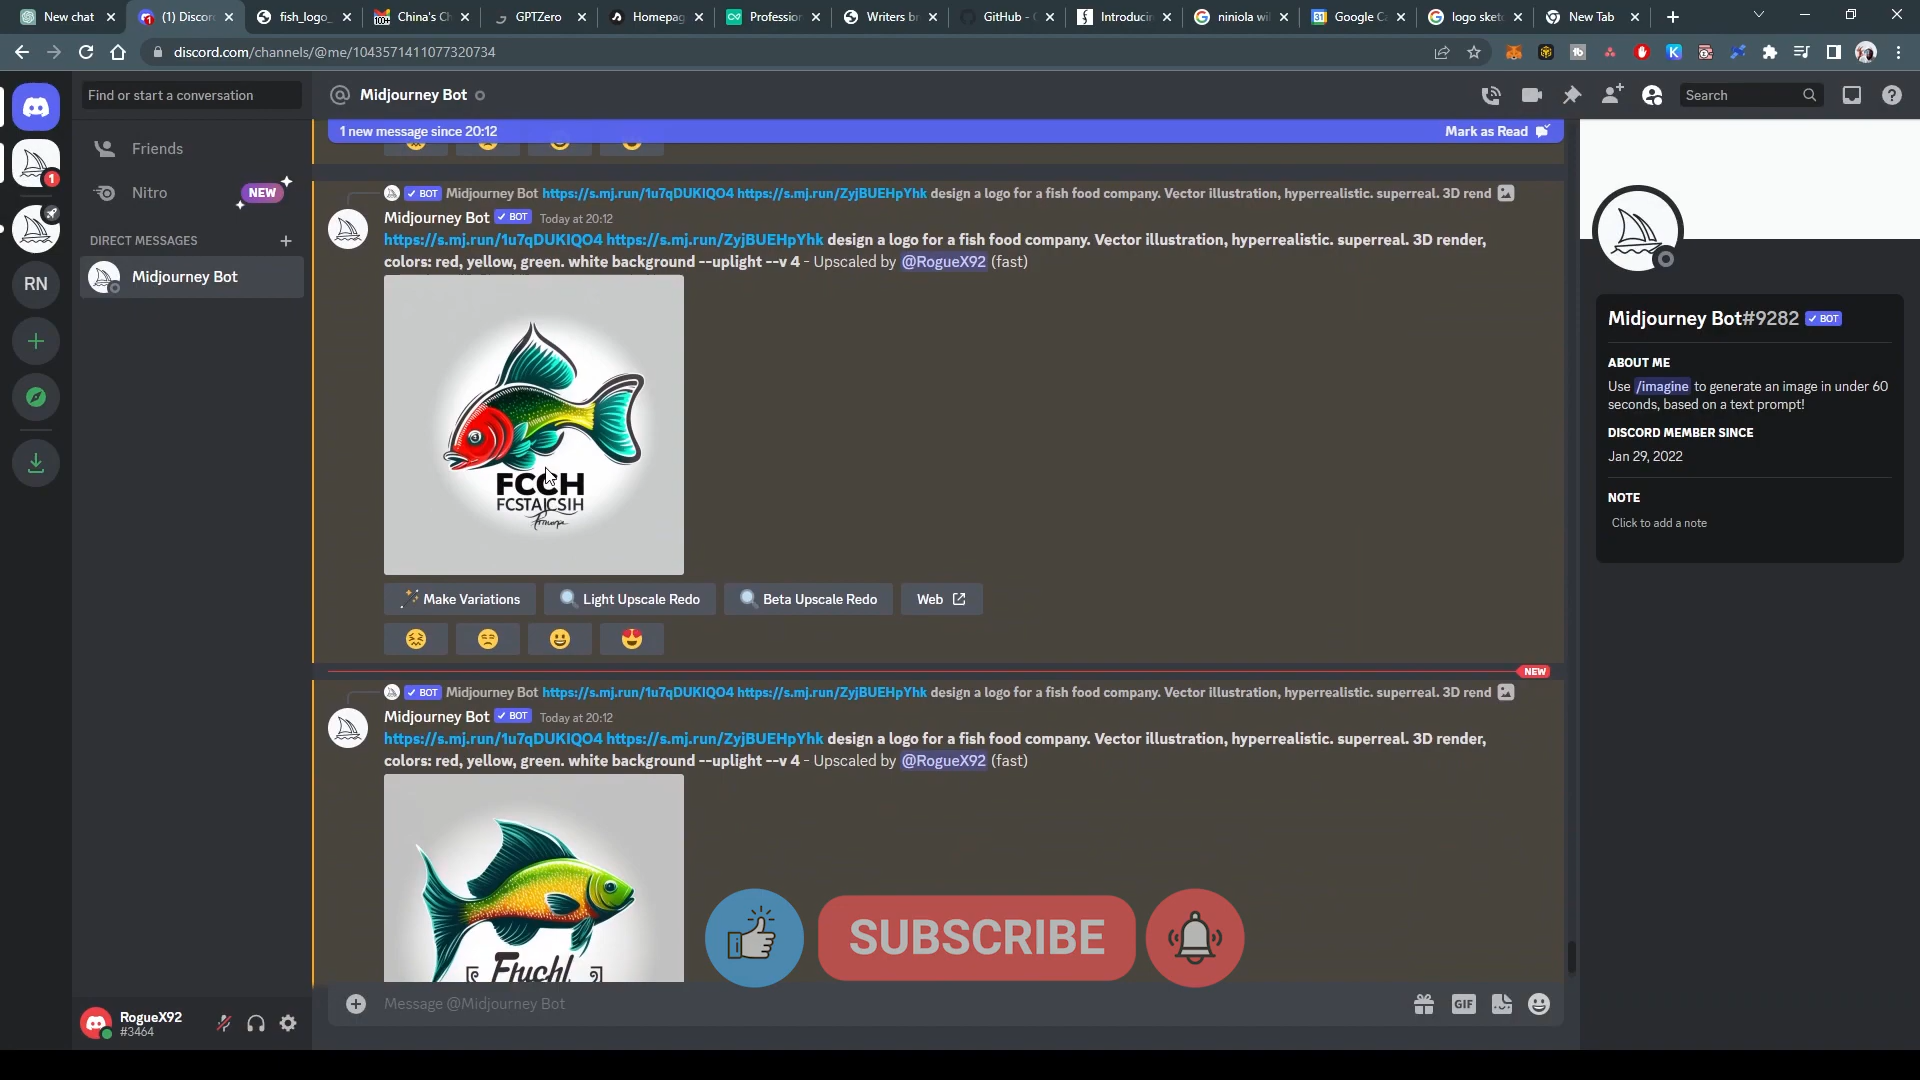 New chat
(1) Discor
fish_logo_
China's Ch
GPTZero
Homepag
Profession
Writers br
GitHub -
Introducin
niniola wi
Google Ca
logo sket
New Tab
discord.com/channels/@me/1043571411077320734
Find or start a conversation
Midjourney Bot
Search
1 new message since 20:12
Mark as Read
Friends
Nitro
NEW
DIRECT MESSAGES
Midjourney Bot
1
RN
BOT Midjourney Bot https://s.mj.run/1u7qDUKIQO4 https://s.mj.run/ZyjBUEHpYhk design a logo for a fish food company. Vector illustration, hyperrealistic. superreal. 3D rend
Midjourney Bot BOT Today at 20:12
https://s.mj.run/1u7qDUKIQO4 https://s.mj.run/ZyjBUEHpYhk design a logo for a fish food company. Vector illustration, hyperrealistic. superreal. 3D render,
colors: red, yellow, green. white background --uplight --v 4 - Upscaled by @RogueX92 (fast)
FCCH
FCSTAICSIH
Make Variations
Light Upscale Redo
Beta Upscale Redo
Web
NEW
BOT Midjourney Bot https://s.mj.run/1u7qDUKIQO4 https://s.mj.run/ZyjBUEHpYhk design a logo for a fish food company. Vector illustration, hyperrealistic. superreal. 3D rend
Midjourney Bot BOT Today at 20:12
https://s.mj.run/1u7qDUKIQO4 https://s.mj.run/ZyjBUEHpYhk design a logo for a fish food company. Vector illustration, hyperrealistic. superreal. 3D render,
colors: red, yellow, green. white background --uplight --v 4 - Upscaled by @RogueX92 (fast)
SUBSCRIBE
Message @Midjourney Bot
GIF
RogueX92
#3464
Midjourney Bot#9282 BOT
ABOUT ME
Use /imagine to generate an image in under 60
seconds, based on a text prompt!
DISCORD MEMBER SINCE
Jan 29, 2022
NOTE
Click to add a note